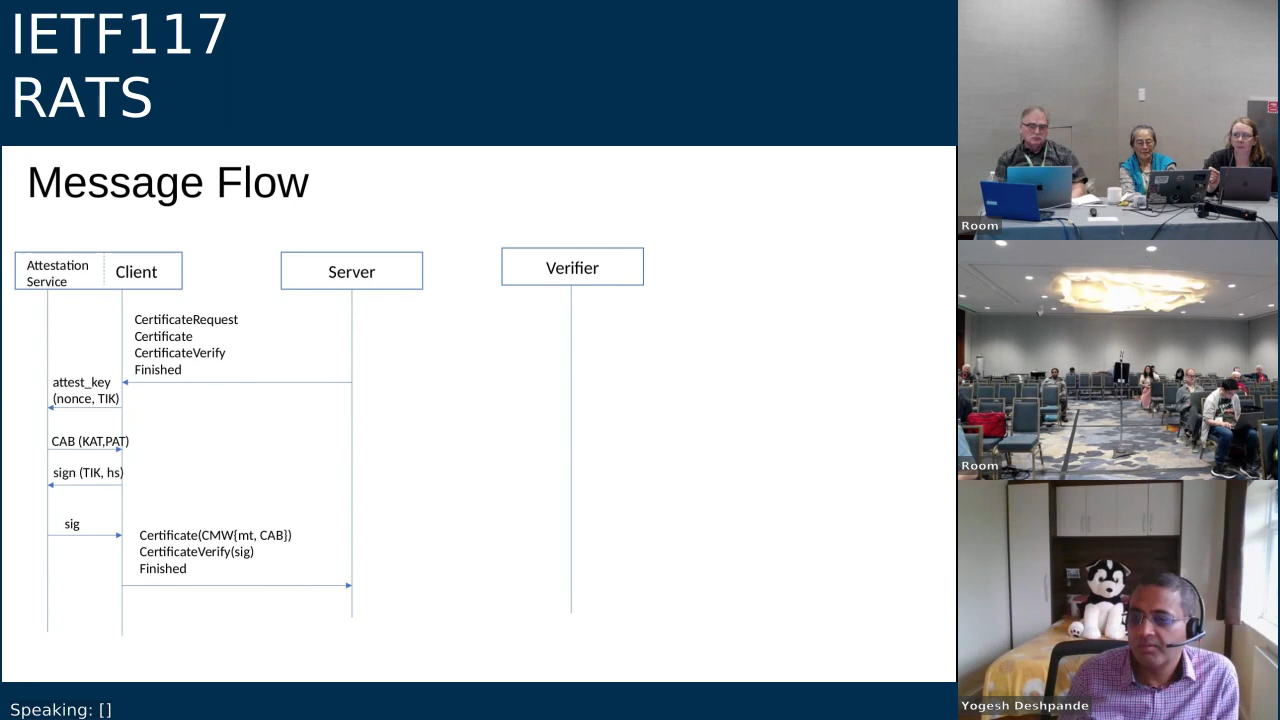 IETF117
RATS
Message Flow
Attestation
Service
Client
Server
Verifier
CertificateRequest
Certificate
CertificateVerify
Finished
attest_key
(nonce, TIK)
CAB (KAT,PAT)
sign (TIK, hs)
sig
Certificate(CMW{mt, CAB})
CertificateVerify(sig)
Finished
Speaking: []
Room
Room
Yogesh Deshpande